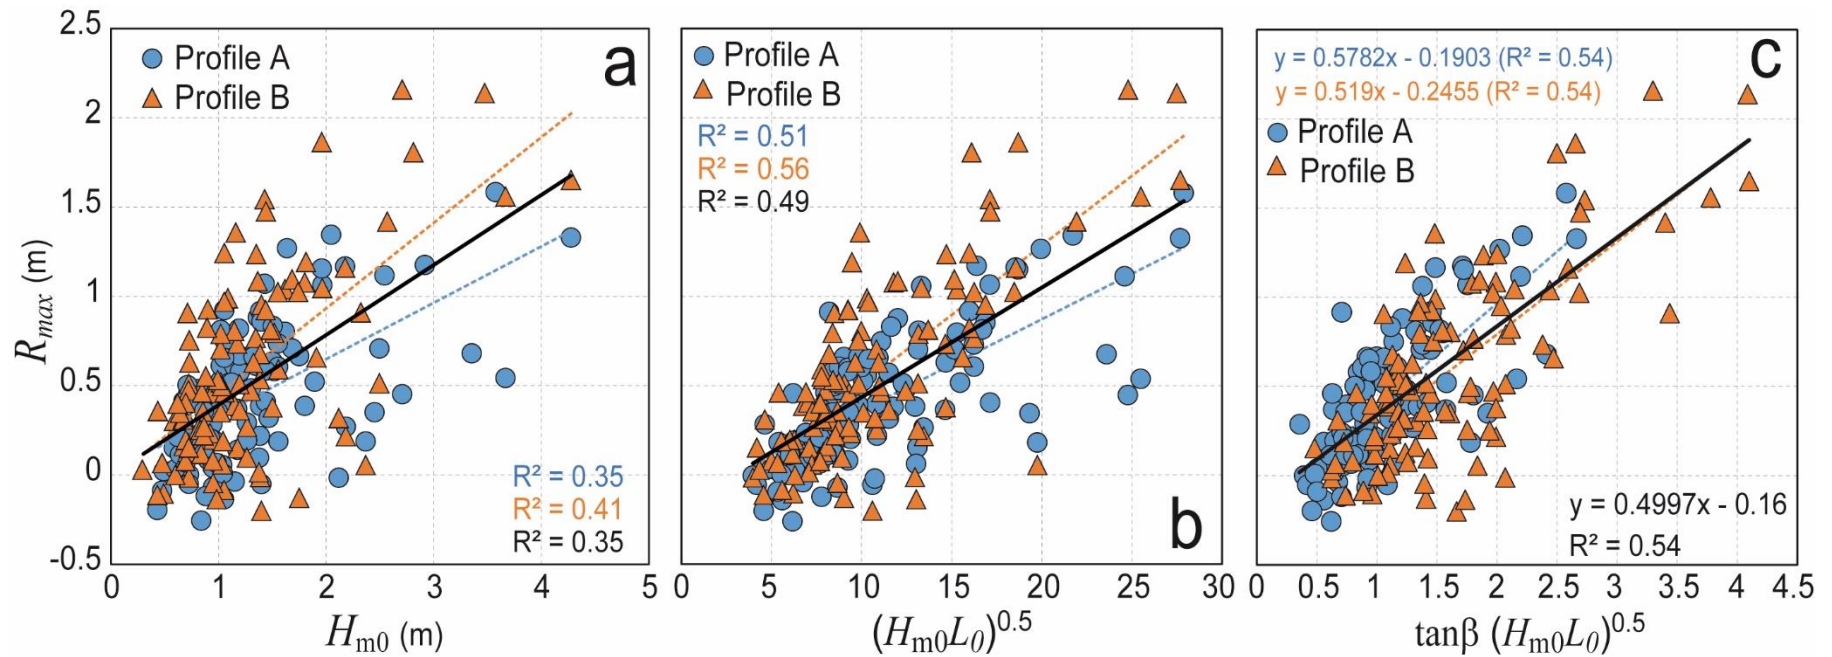 R_max (m)
2.5
2
1.5
1
0.5
0
-0.5
Profile A
Profile B
a
R² = 0.35
R² = 0.41
R² = 0.35
0 1 2 3 4 5
H_m0 (m)
Profile A
Profile B
R² = 0.51
R² = 0.56
R² = 0.49
b
0 5 10 15 20 25 30
(H_m0L_0)^0.5
y = 0.5782x - 0.1903 (R² = 0.54)
y = 0.519x - 0.2455 (R² = 0.54)
c
Profile A
Profile B
y = 0.4997x - 0.16
R² = 0.54
0 0.5 1 1.5 2 2.5 3 3.5 4 4.5
tanβ (H_m0L_0)^0.5